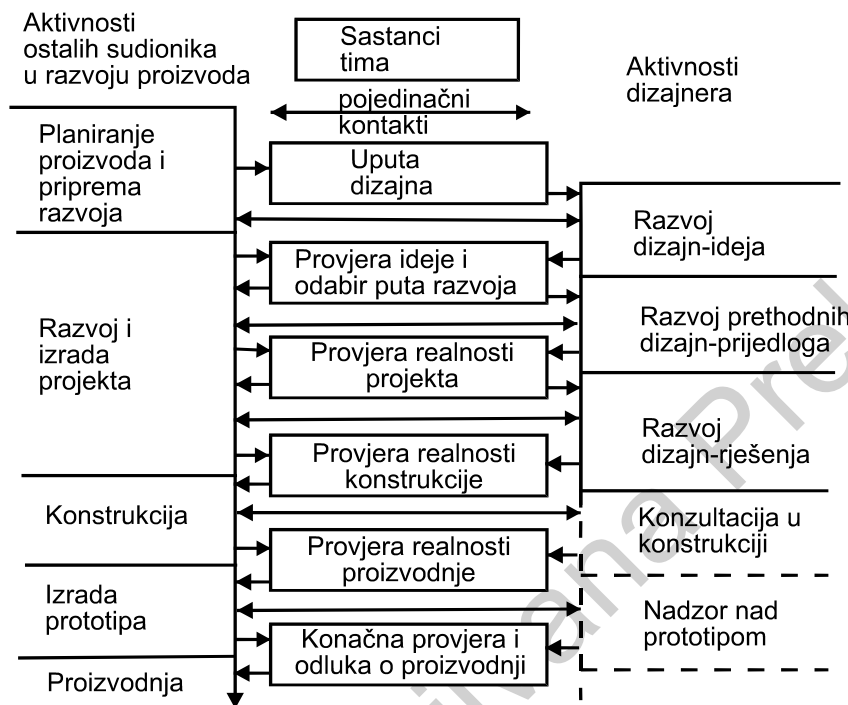 Aktivnosti
ostalih sudionika
u razvoju proizvoda
Sastanci
tima
Aktivnosti
dizajnera
pojedinačni
kontakti
Planiranje
proizvoda i
priprema
razvoja
Uputa
dizajna
Razvoj
dizajn-ideja
Provjera ideje i
odabir puta razvoja
Razvoj i
izrada
projekta
Razvoj prethodnih
dizajn-prijedloga
Provjera realnosti
projekta
Razvoj
dizajn-rješenja
Provjera realnosti
konstrukcije
Konstrukcija
Konzultacija u
konstrukciji
Provjera realnosti
proizvodnje
Izrada
prototipa
Nadzor nad
prototipom
Konačna provjera i
odluka o proizvodnji
Proizvodnja
ivana Prel